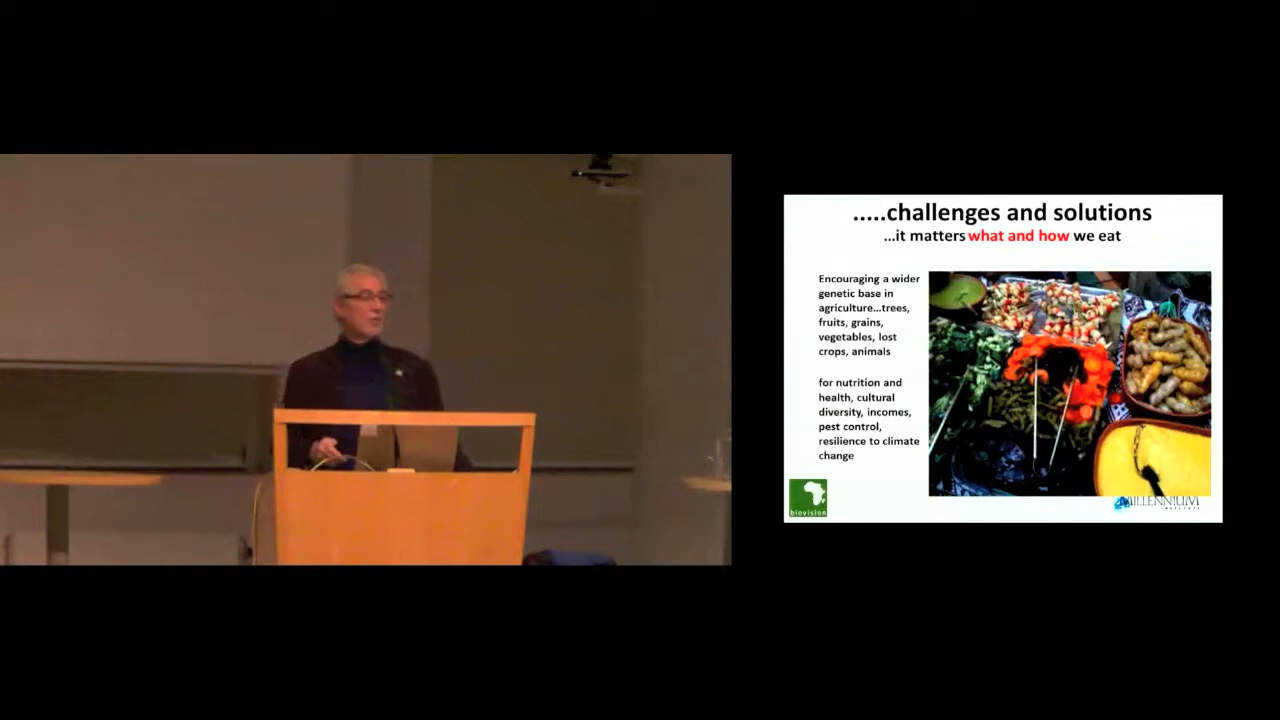 .....challenges and solutions
...it matters what and how we eat
Encouraging a wider
genetic base in
agriculture...trees,
fruits, grains,
vegetables, lost
crops, animals
for nutrition and
health, cultural
diversity, incomes,
pest control,
resilience to climate
change
biovision
MILLENNIUM